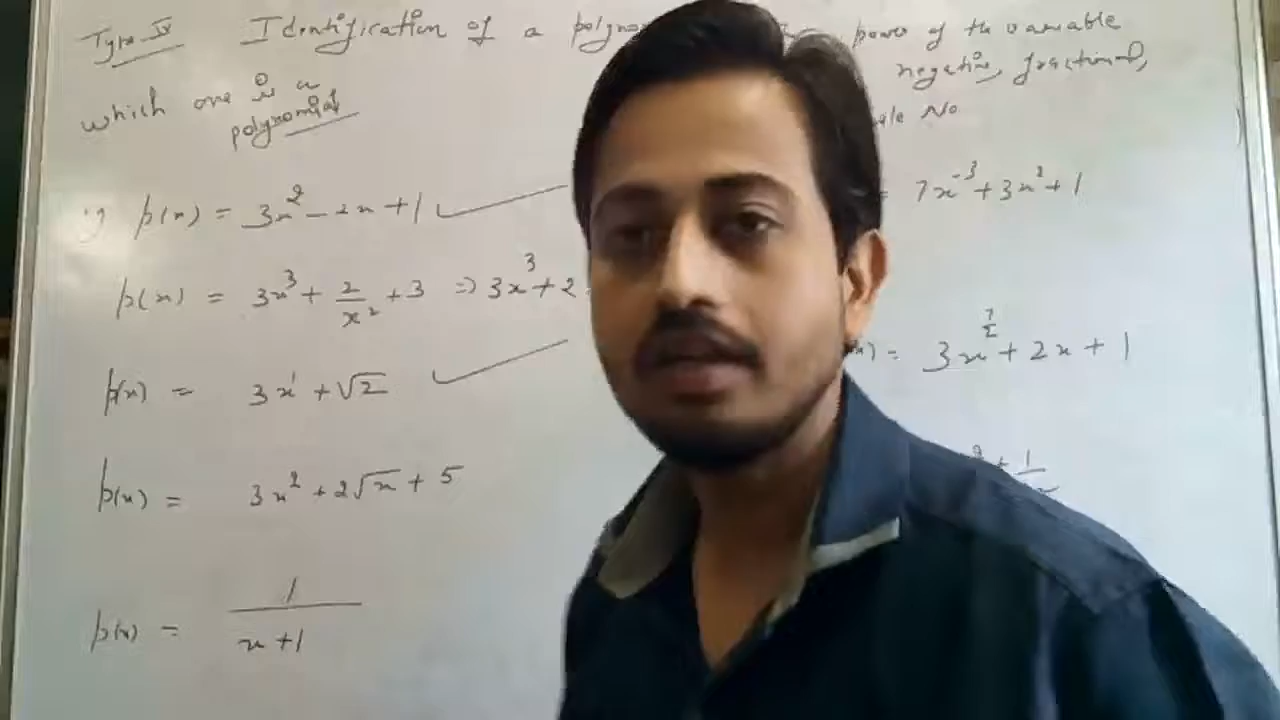 Type-IV Identification of a polyno
power of the variable
which one is a
negative, fractional,
polynomial
No
p(x) = 3x² - 2x + 1
= 7x⁻³ + 3x² + 1
p(x) = 3x³ + 2/x² + 3 ⇒ 3x³ + 2
p(x) = 3x¹ + √2
= 3x^(7/2) + 2x + 1
p(x) = 3x² + 2√x + 5
p(x) = 1/(x+1)